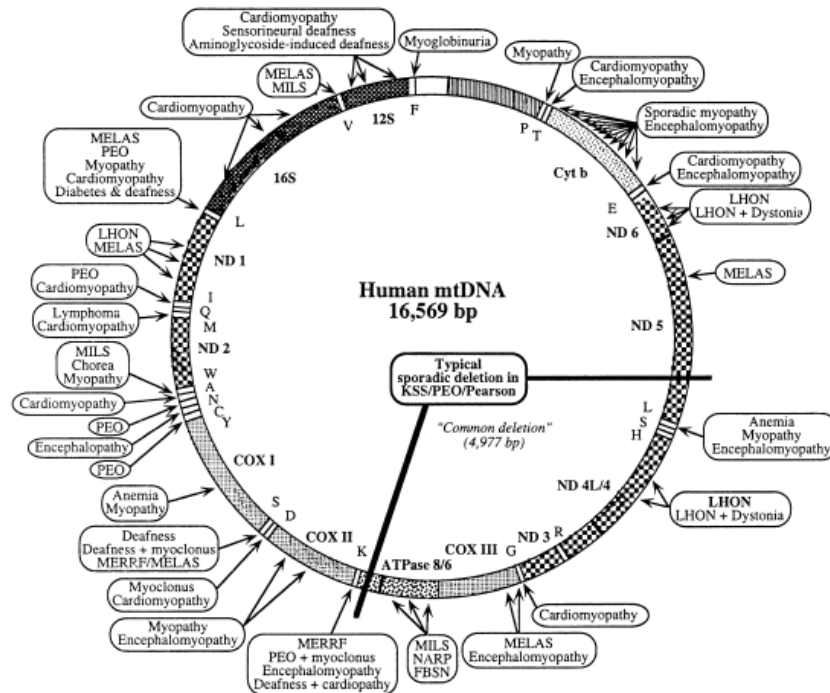 Cardiomyopathy
Sensorineural deafness
Aminoglycoside-induced deafness
Myoglobinuria
Myopathy
Cardiomyopathy
Encephalomyopathy
MELAS
MILS
Cardiomyopathy
Sporadic myopathy
Encephalomyopathy
V
12S
F
P
T
MELAS
PEO
Myopathy
Cardiomyopathy
Diabetes & deafness
16S
Cyt b
Cardiomyopathy
Encephalomyopathy
L
E
ND 6
LHON
LHON + Dystonia
LHON
MELAS
ND 1
MELAS
PEO
Cardiomyopathy
I
Q
M
Human mtDNA
16,569 bp
Lymphoma
Cardiomyopathy
ND 2
ND 5
MILS
Chorea
Myopathy
W
A
N
C
Y
Typical
sporadic deletion in
KSS/PEO/Pearson
Cardiomyopathy
PEO
Encephalopathy
PEO
"Common deletion"
(4,977 bp)
L
S
H
Anemia
Myopathy
Encephalomyopathy
COX I
Anemia
Myopathy
S
D
ND 4L/4
LHON
LHON + Dystonia
Deafness
Deafness + myoclonus
MERRF/MELAS
COX II
K
ATPase 8/6
COX III
G
ND 3
R
Myoclonus
Cardiomyopathy
Cardiomyopathy
Myopathy
Encephalomyopathy
MERRF
PEO + myoclonus
Encephalomyopathy
Deafness + cardiopathy
MILS
NARP
FBSN
MELAS
Encephalomyopathy